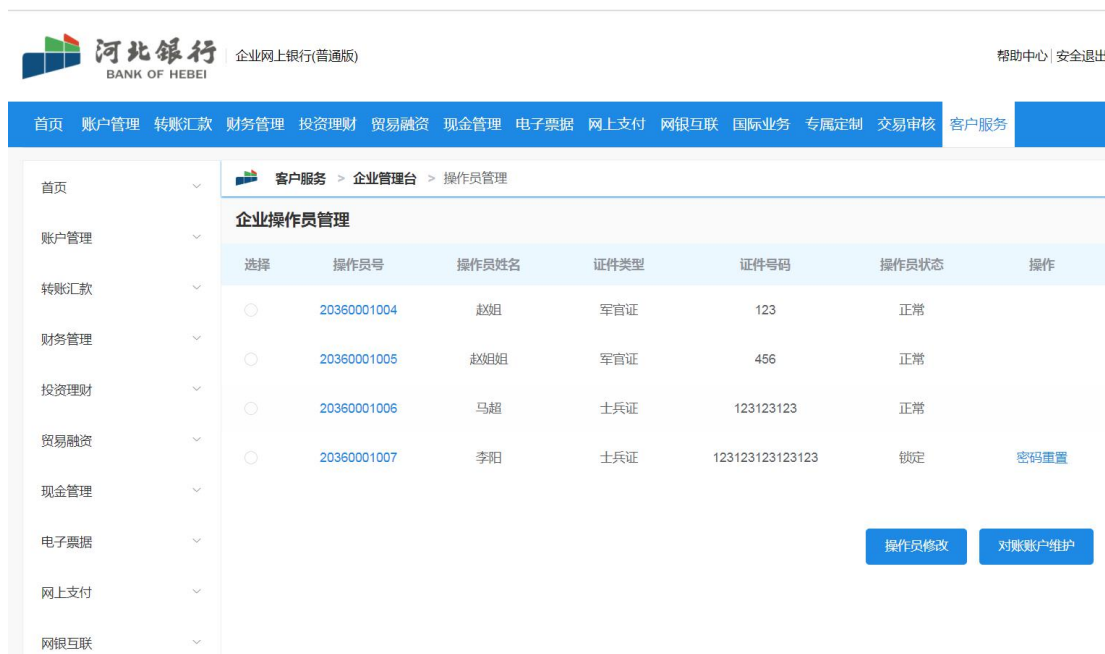 河北银行 企业网上银行(普通版) 帮助中心 安全退出
BANK OF HEBEI
首页 账户管理 转账汇款 财务管理 投资理财 贸易融资 现金管理 电子票据 网上支付 网银互联 国际业务 专属定制 交易审核 客户服务
首页
账户管理
转账汇款
财务管理
投资理财
贸易融资
现金管理
电子票据
网上支付
网银互联
客户服务 > 企业管理台 > 操作员管理
企业操作员管理
选择 操作员号 操作员姓名 证件类型 证件号码 操作员状态 操作
20360001004 赵姐 军官证 123 正常
20360001005 赵姐姐 军官证 456 正常
20360001006 马超 士兵证 123123123 正常
20360001007 李阳 士兵证 123123123123123 锁定 密码重置
操作员修改 对账账户维护